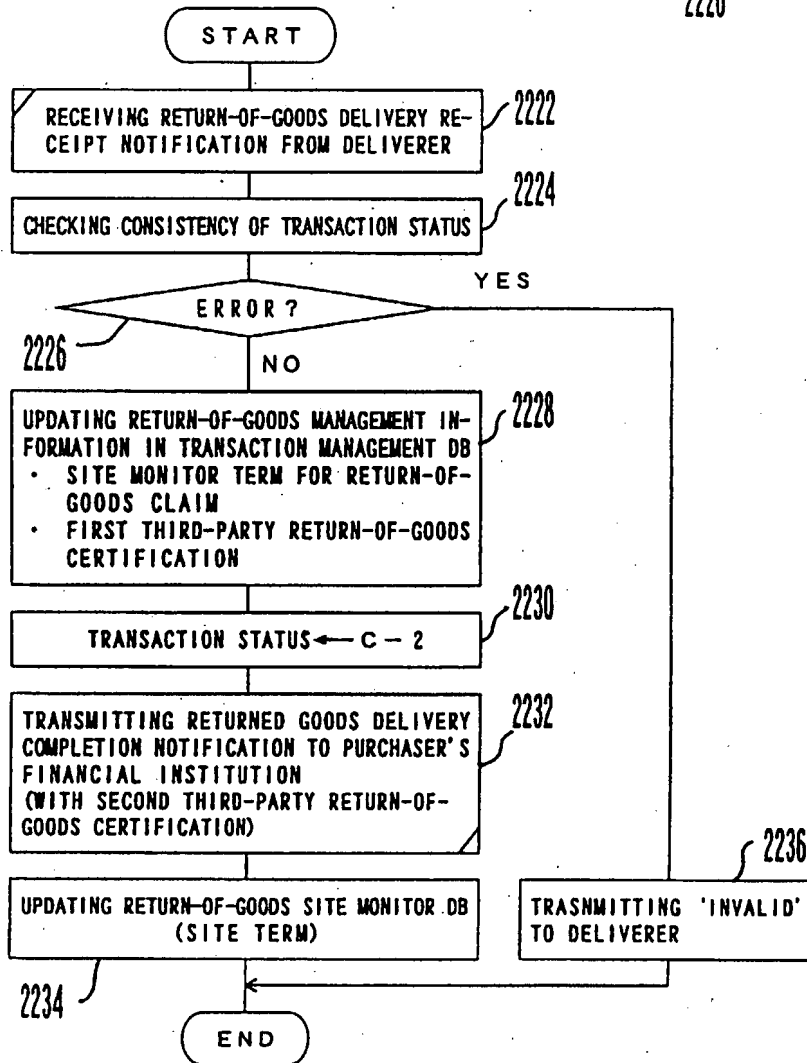 2220
START
RECEIVING RETURN-OF-GOODS DELIVERY RE-
CEIPT NOTIFICATION FROM DELIVERER
2222
2224
CHECKING CONSISTENCY OF TRANSACTION STATUS
YES
ERROR?
2226
NO
2228
UPDATING RETURN-OF-GOODS MANAGEMENT IN-
FORMATION IN TRANSACTION MANAGEMENT DB
· SITE MONITOR TERM FOR RETURN-OF-
GOODS CLAIM
· FIRST THIRD-PARTY RETURN-OF-GOODS
CERTIFICATION
2230
TRANSACTION STATUS ← C - 2
2232
TRANSMITTING RETURNED GOODS DELIVERY
COMPLETION NOTIFICATION TO PURCHASER'S
FINANCIAL INSTITUTION
(WITH SECOND THIRD-PARTY RETURN-OF-
GOODS CERTIFICATION)
2236
UPDATING RETURN-OF-GOODS SITE MONITOR DB
(SITE TERM)
TRASNMITTING 'INVALID'
TO DELIVERER
2234
END